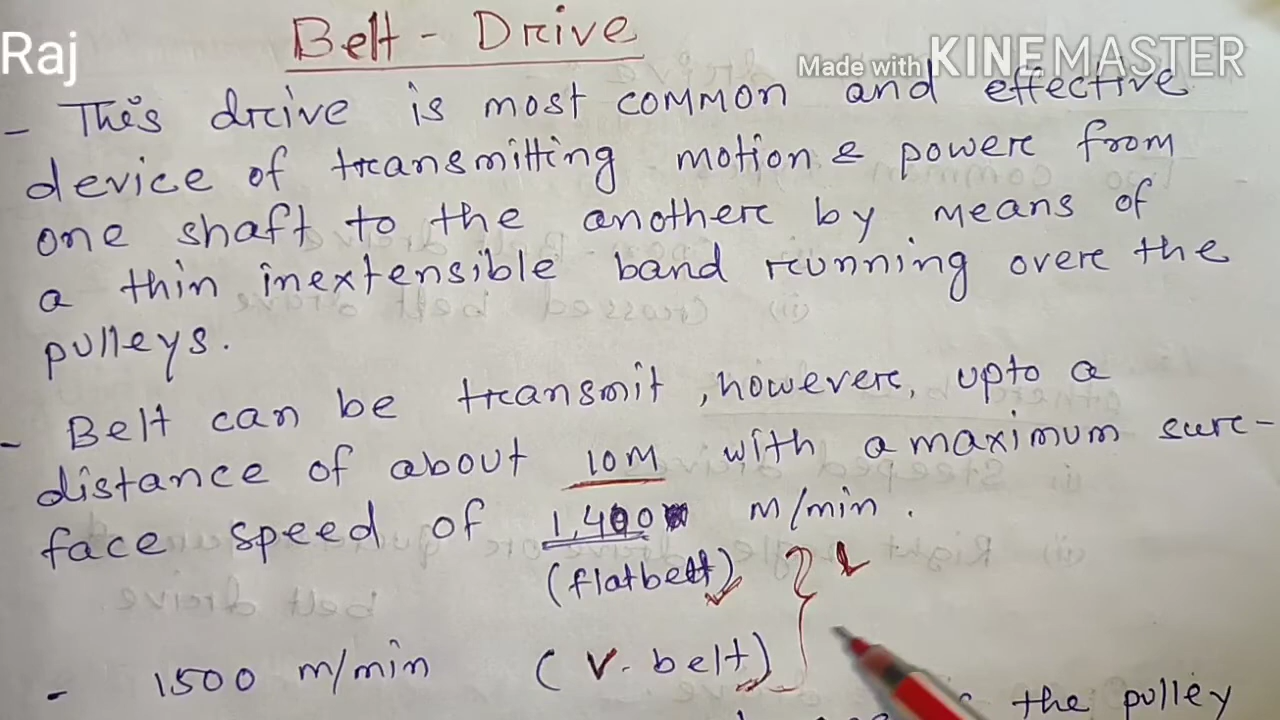 Belt - Drive
Raj
Made with KINEMASTER
- This drive is most common and effective
device of transmitting motion & power from
one shaft to the another by means of
a thin inextensible band running over the
pulleys.
- Belt can be transmit, however, upto a
distance of about 10M with a maximum sur-
face speed of 1,400 m/min.
(flatbelt)
- 1500 m/min (V-belt)
the pulley